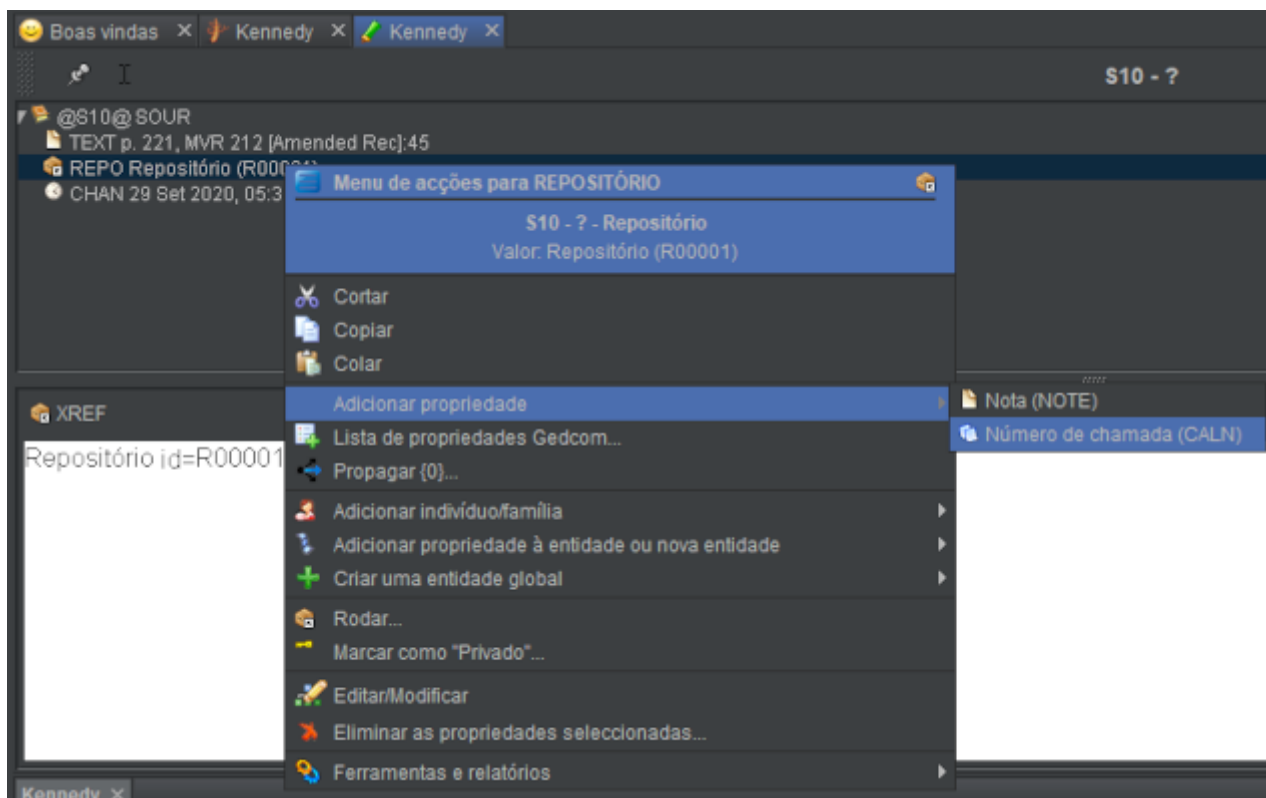 Boas vindas × Kennedy × Kennedy ×
S10 - ?
@S10@ SOUR
TEXT p. 221, MVR 212 [Amended Rec]:45
REPO Repositório (R00001)
CHAN 29 Set 2020, 05:3
Menu de acções para REPOSITÓRIO
S10 - ? - Repositório
Valor: Repositório (R00001)
Cortar
Copiar
Colar
Adicionar propriedade
Nota (NOTE)
Número de chamada (CALN)
XREF
Repositório id=R00001
Lista de propriedades Gedcom...
Propagar {0}...
Adicionar indivíduo/família
Adicionar propriedade à entidade ou nova entidade
Criar uma entidade global
Rodar...
Marcar como "Privado"...
Editar/Modificar
Eliminar as propriedades seleccionadas...
Ferramentas e relatórios
Kennedy ×